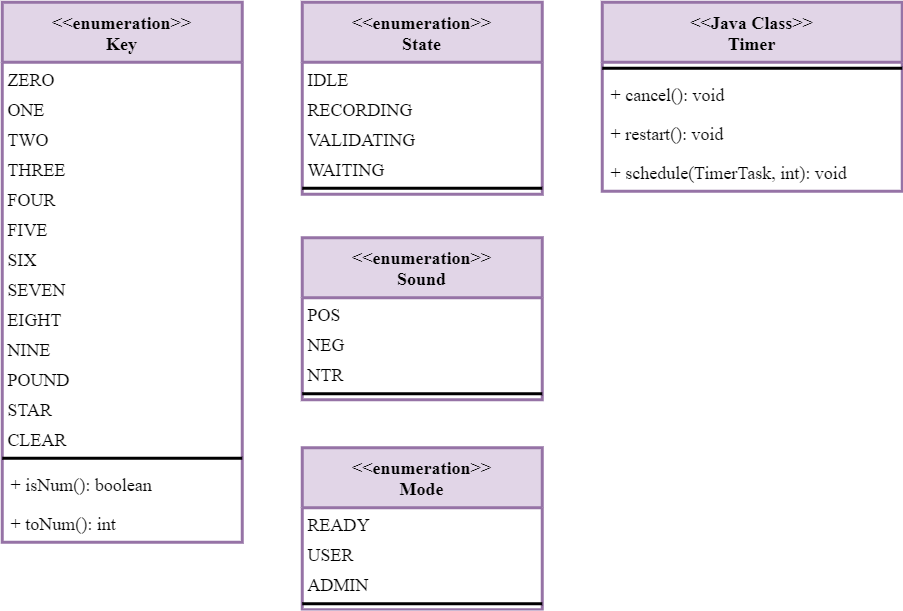 <<enumeration>>
Key
ZERO
ONE
TWO
THREE
FOUR
FIVE
SIX
SEVEN
EIGHT
NINE
POUND
STAR
CLEAR
+ isNum(): boolean
+ toNum(): int
<<enumeration>>
State
IDLE
RECORDING
VALIDATING
WAITING
<<enumeration>>
Sound
POS
NEG
NTR
<<enumeration>>
Mode
READY
USER
ADMIN
<<Java Class>>
Timer
+ cancel(): void
+ restart(): void
+ schedule(TimerTask, int): void